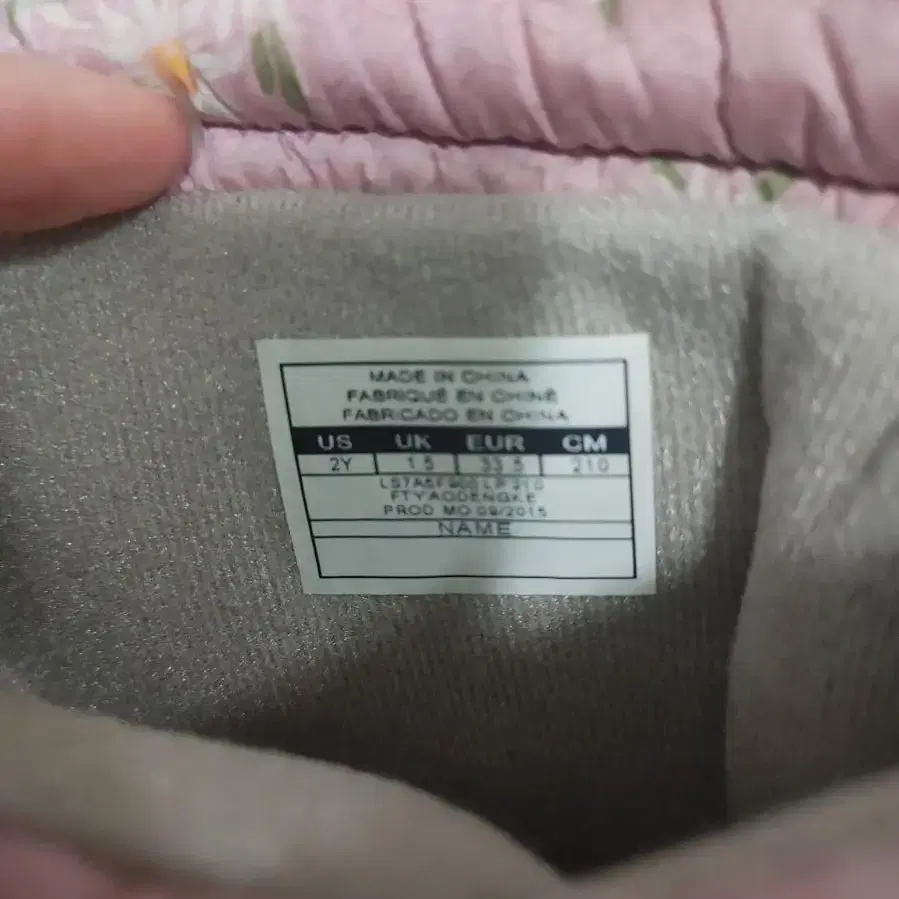 MADE IN CHINA
FABRIQUÉ EN CHINE
FABRICADO EN CHINA
US UK EUR CM
2Y 1.5 33.5 210
210
FTYAODENGKE
PROD MO 09/2015
NAME